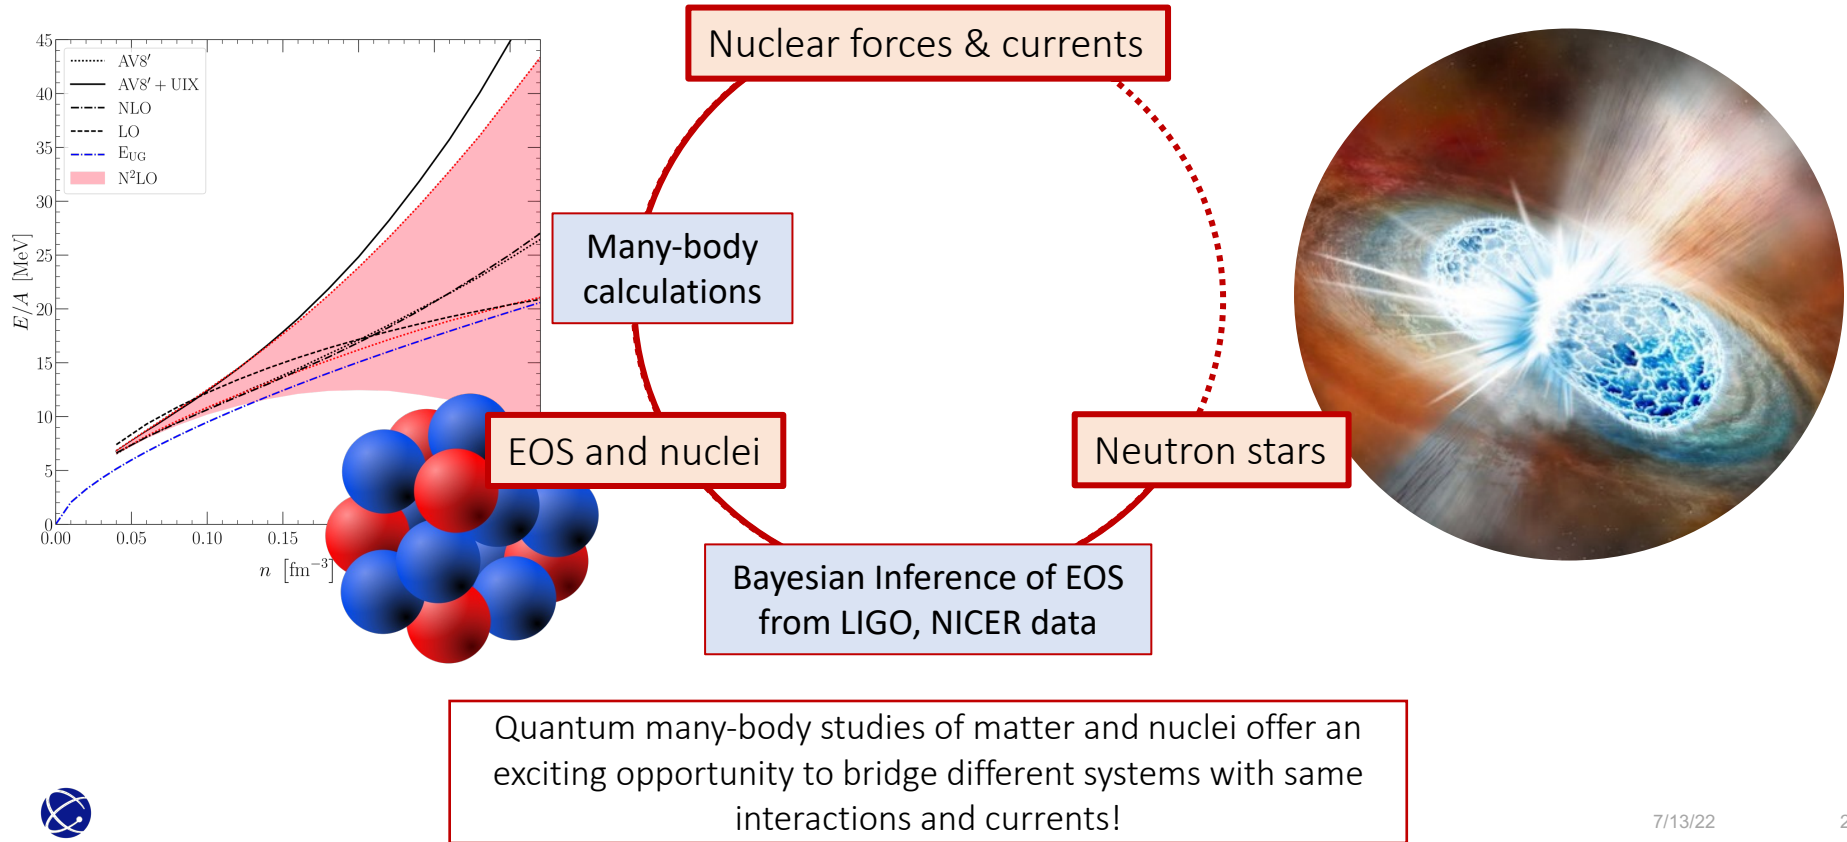 Nuclear forces & currents
45
40
35
30
25
20
15
10
5
0
E/A [MeV]
AV8′
AV8′ + UIX
NLO
LO
E_UG
N²LO
0.00 0.05 0.10 0.15
n [fm⁻³]
Many-body
calculations
EOS and nuclei
Neutron stars
Bayesian Inference of EOS
from LIGO, NICER data
Quantum many-body studies of matter and nuclei offer an
exciting opportunity to bridge different systems with same
interactions and currents!
7/13/22
2